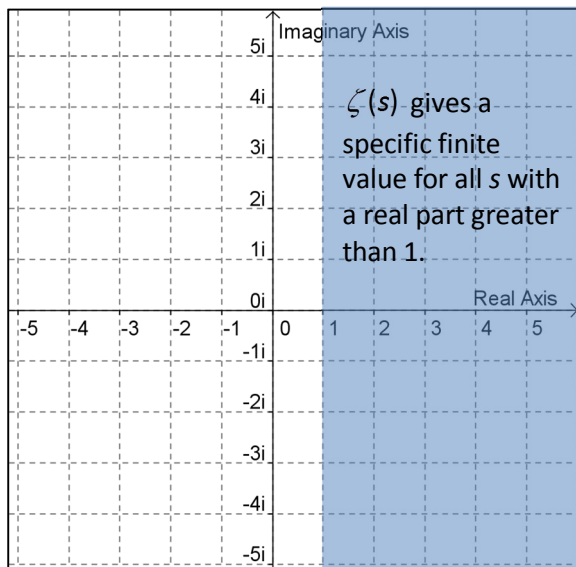 Imaginary Axis
5i
4i
ζ(s) gives a
specific finite
value for all s with
a real part greater
than 1.
3i
2i
1i
0i
Real Axis
-5 -4 -3 -2 -1 0 1 2 3 4 5
-1i
-2i
-3i
-4i
-5i